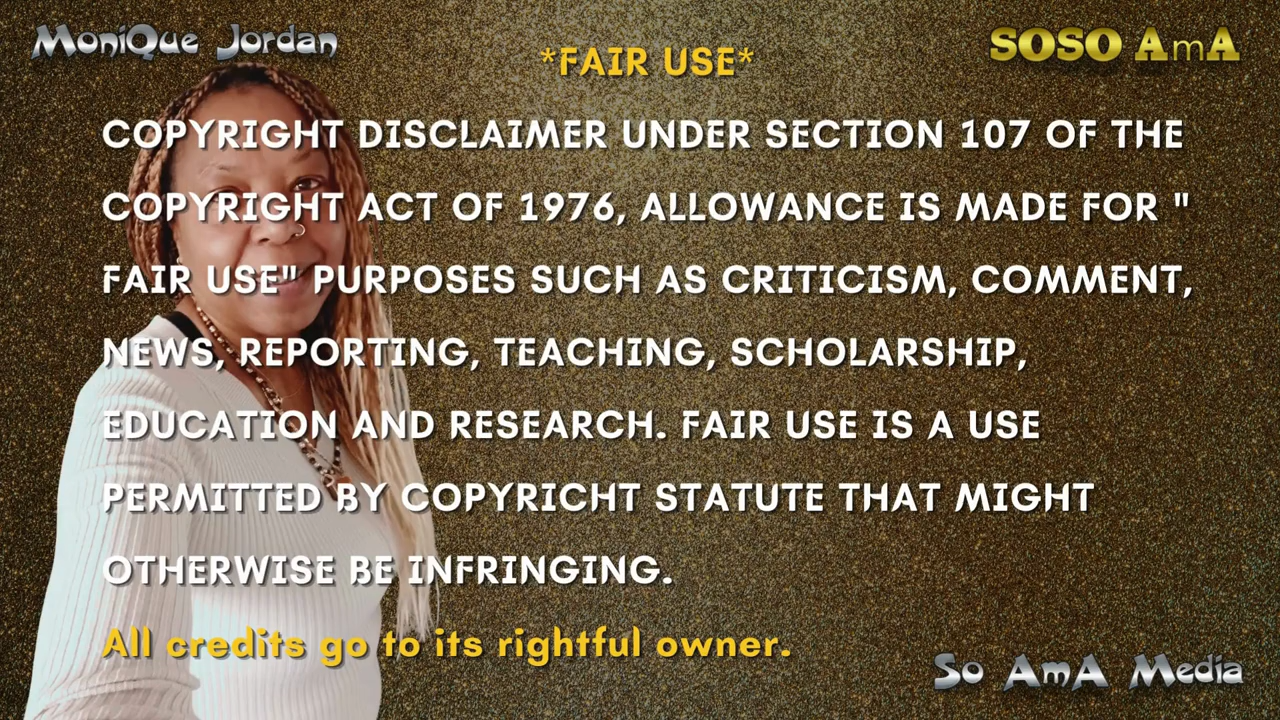 MoniQue Jordan
*FAIR USE*
SOSO AmA
COPYRIGHT DISCLAIMER UNDER SECTION 107 OF THE
COPYRIGHT ACT OF 1976, ALLOWANCE IS MADE FOR "
FAIR USE" PURPOSES SUCH AS CRITICISM, COMMENT,
NEWS, REPORTING, TEACHING, SCHOLARSHIP,
EDUCATION AND RESEARCH. FAIR USE IS A USE
PERMITTED BY COPYRICHT STATUTE THAT MIGHT
OTHERWISE BE INFRINGING.
All credits go to its rightful owner.
So AmA Media